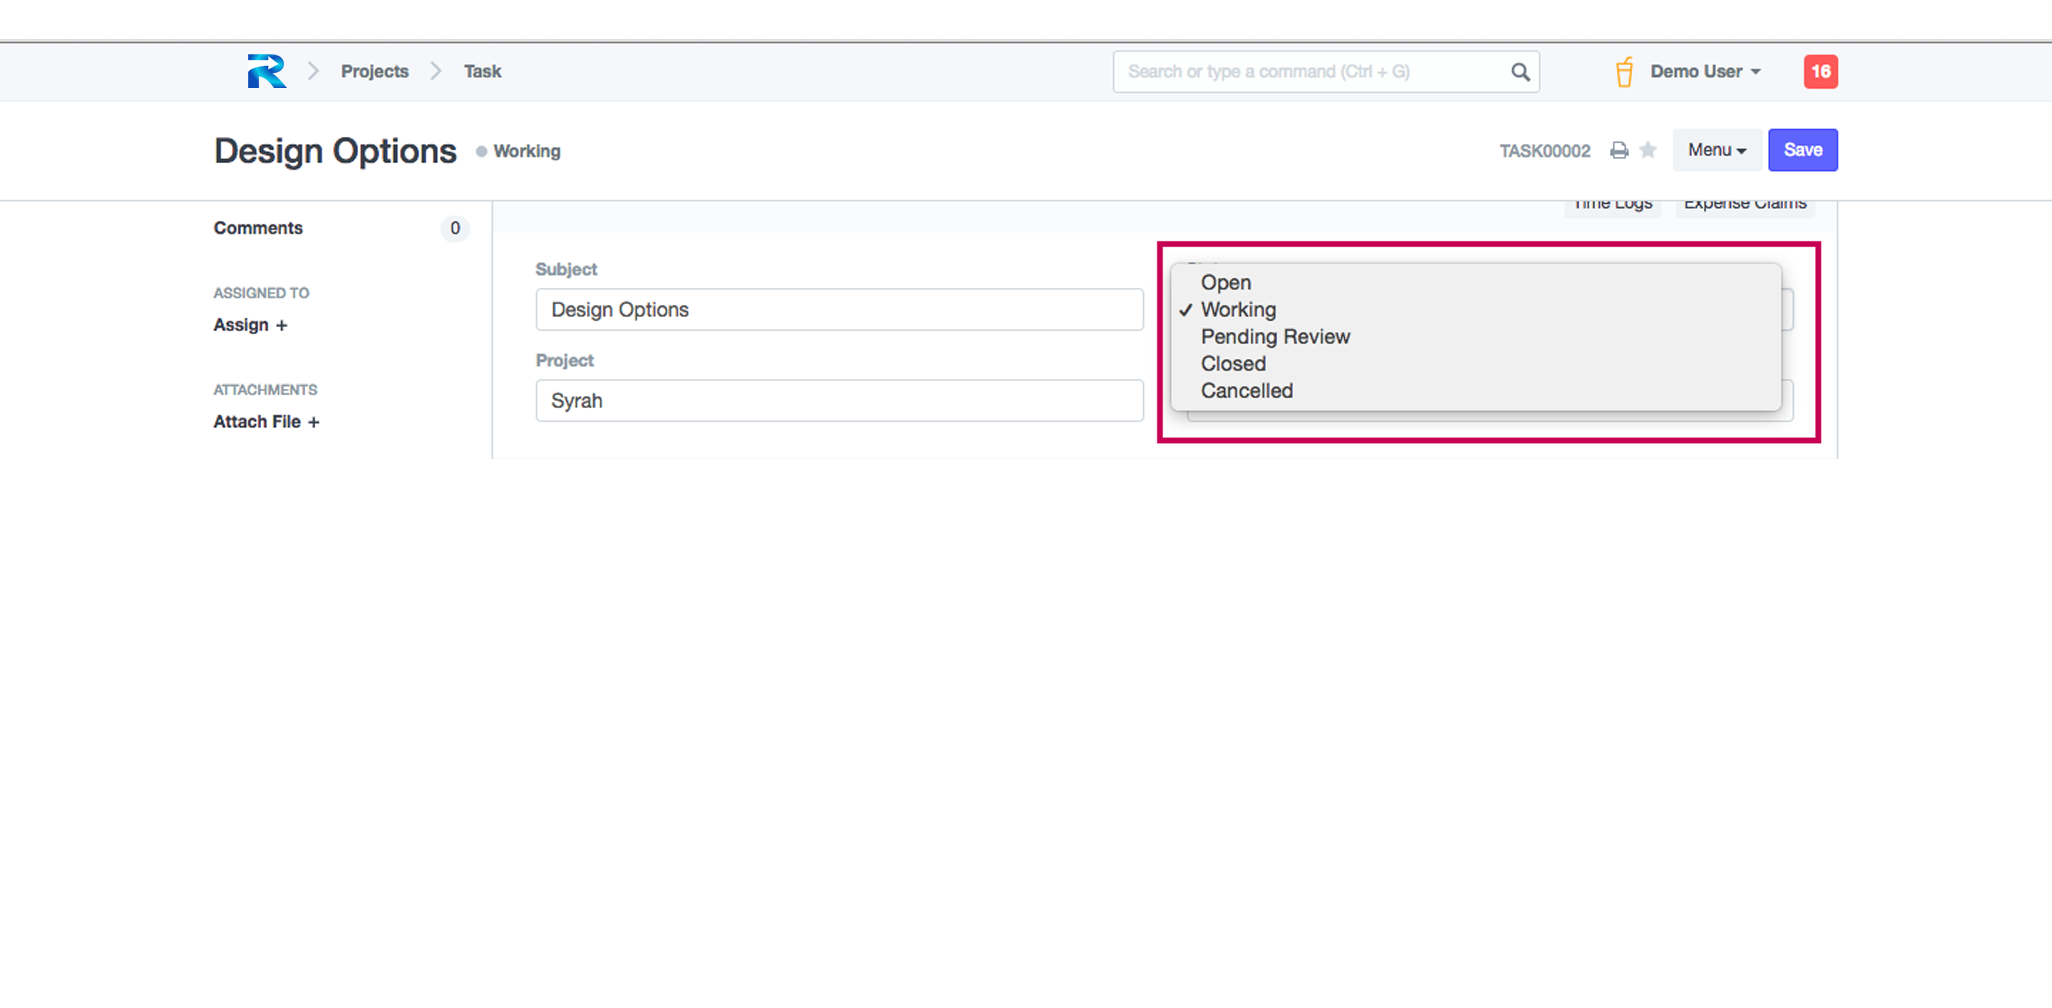 Projects
Task
Search or type a command (Ctrl + G)
Demo User
16
Design Options
Working
TASK00002
Menu
Save
Time Logs
Expense Claims
Comments
0
ASSIGNED TO
Assign +
ATTACHMENTS
Attach File +
Subject
Design Options
Project
Syrah
Open
✓ Working
Pending Review
Closed
Cancelled